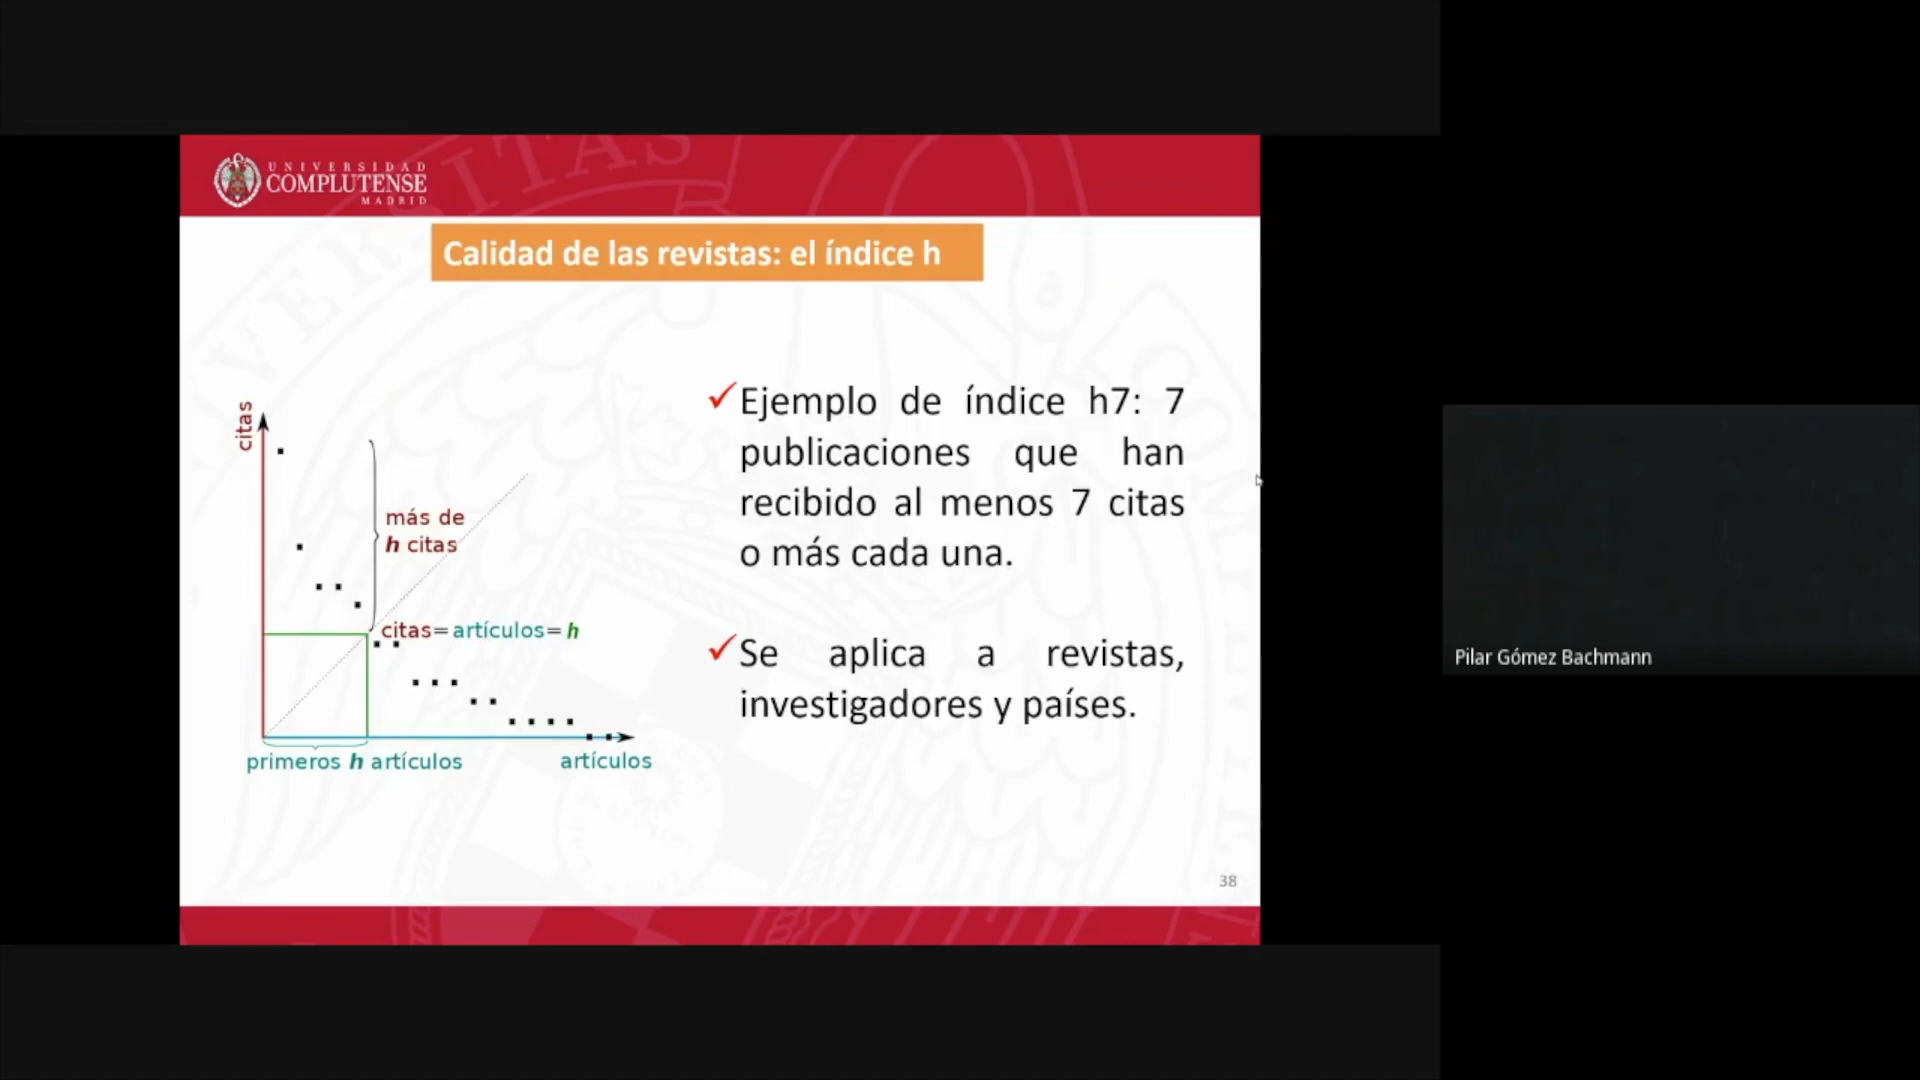 UNIVERSIDAD
COMPLUTENSE
MADRID
Calidad de las revistas: el índice h
citas
más de
h citas
citas=artículos=h
primeros h artículos
artículos
✓Ejemplo de índice h7: 7
publicaciones que han
recibido al menos 7 citas
o más cada una.
✓Se aplica a revistas,
investigadores y países.
38
Pilar Gómez Bachmann